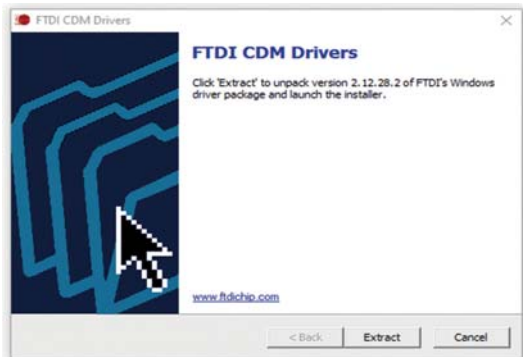 FTDI CDM Drivers
FTDI CDM Drivers
Click 'Extract' to unpack version 2.12.28.2 of FTDI's Windows
driver package and launch the installer.
www.ftdichip.com
< Back
Extract
Cancel